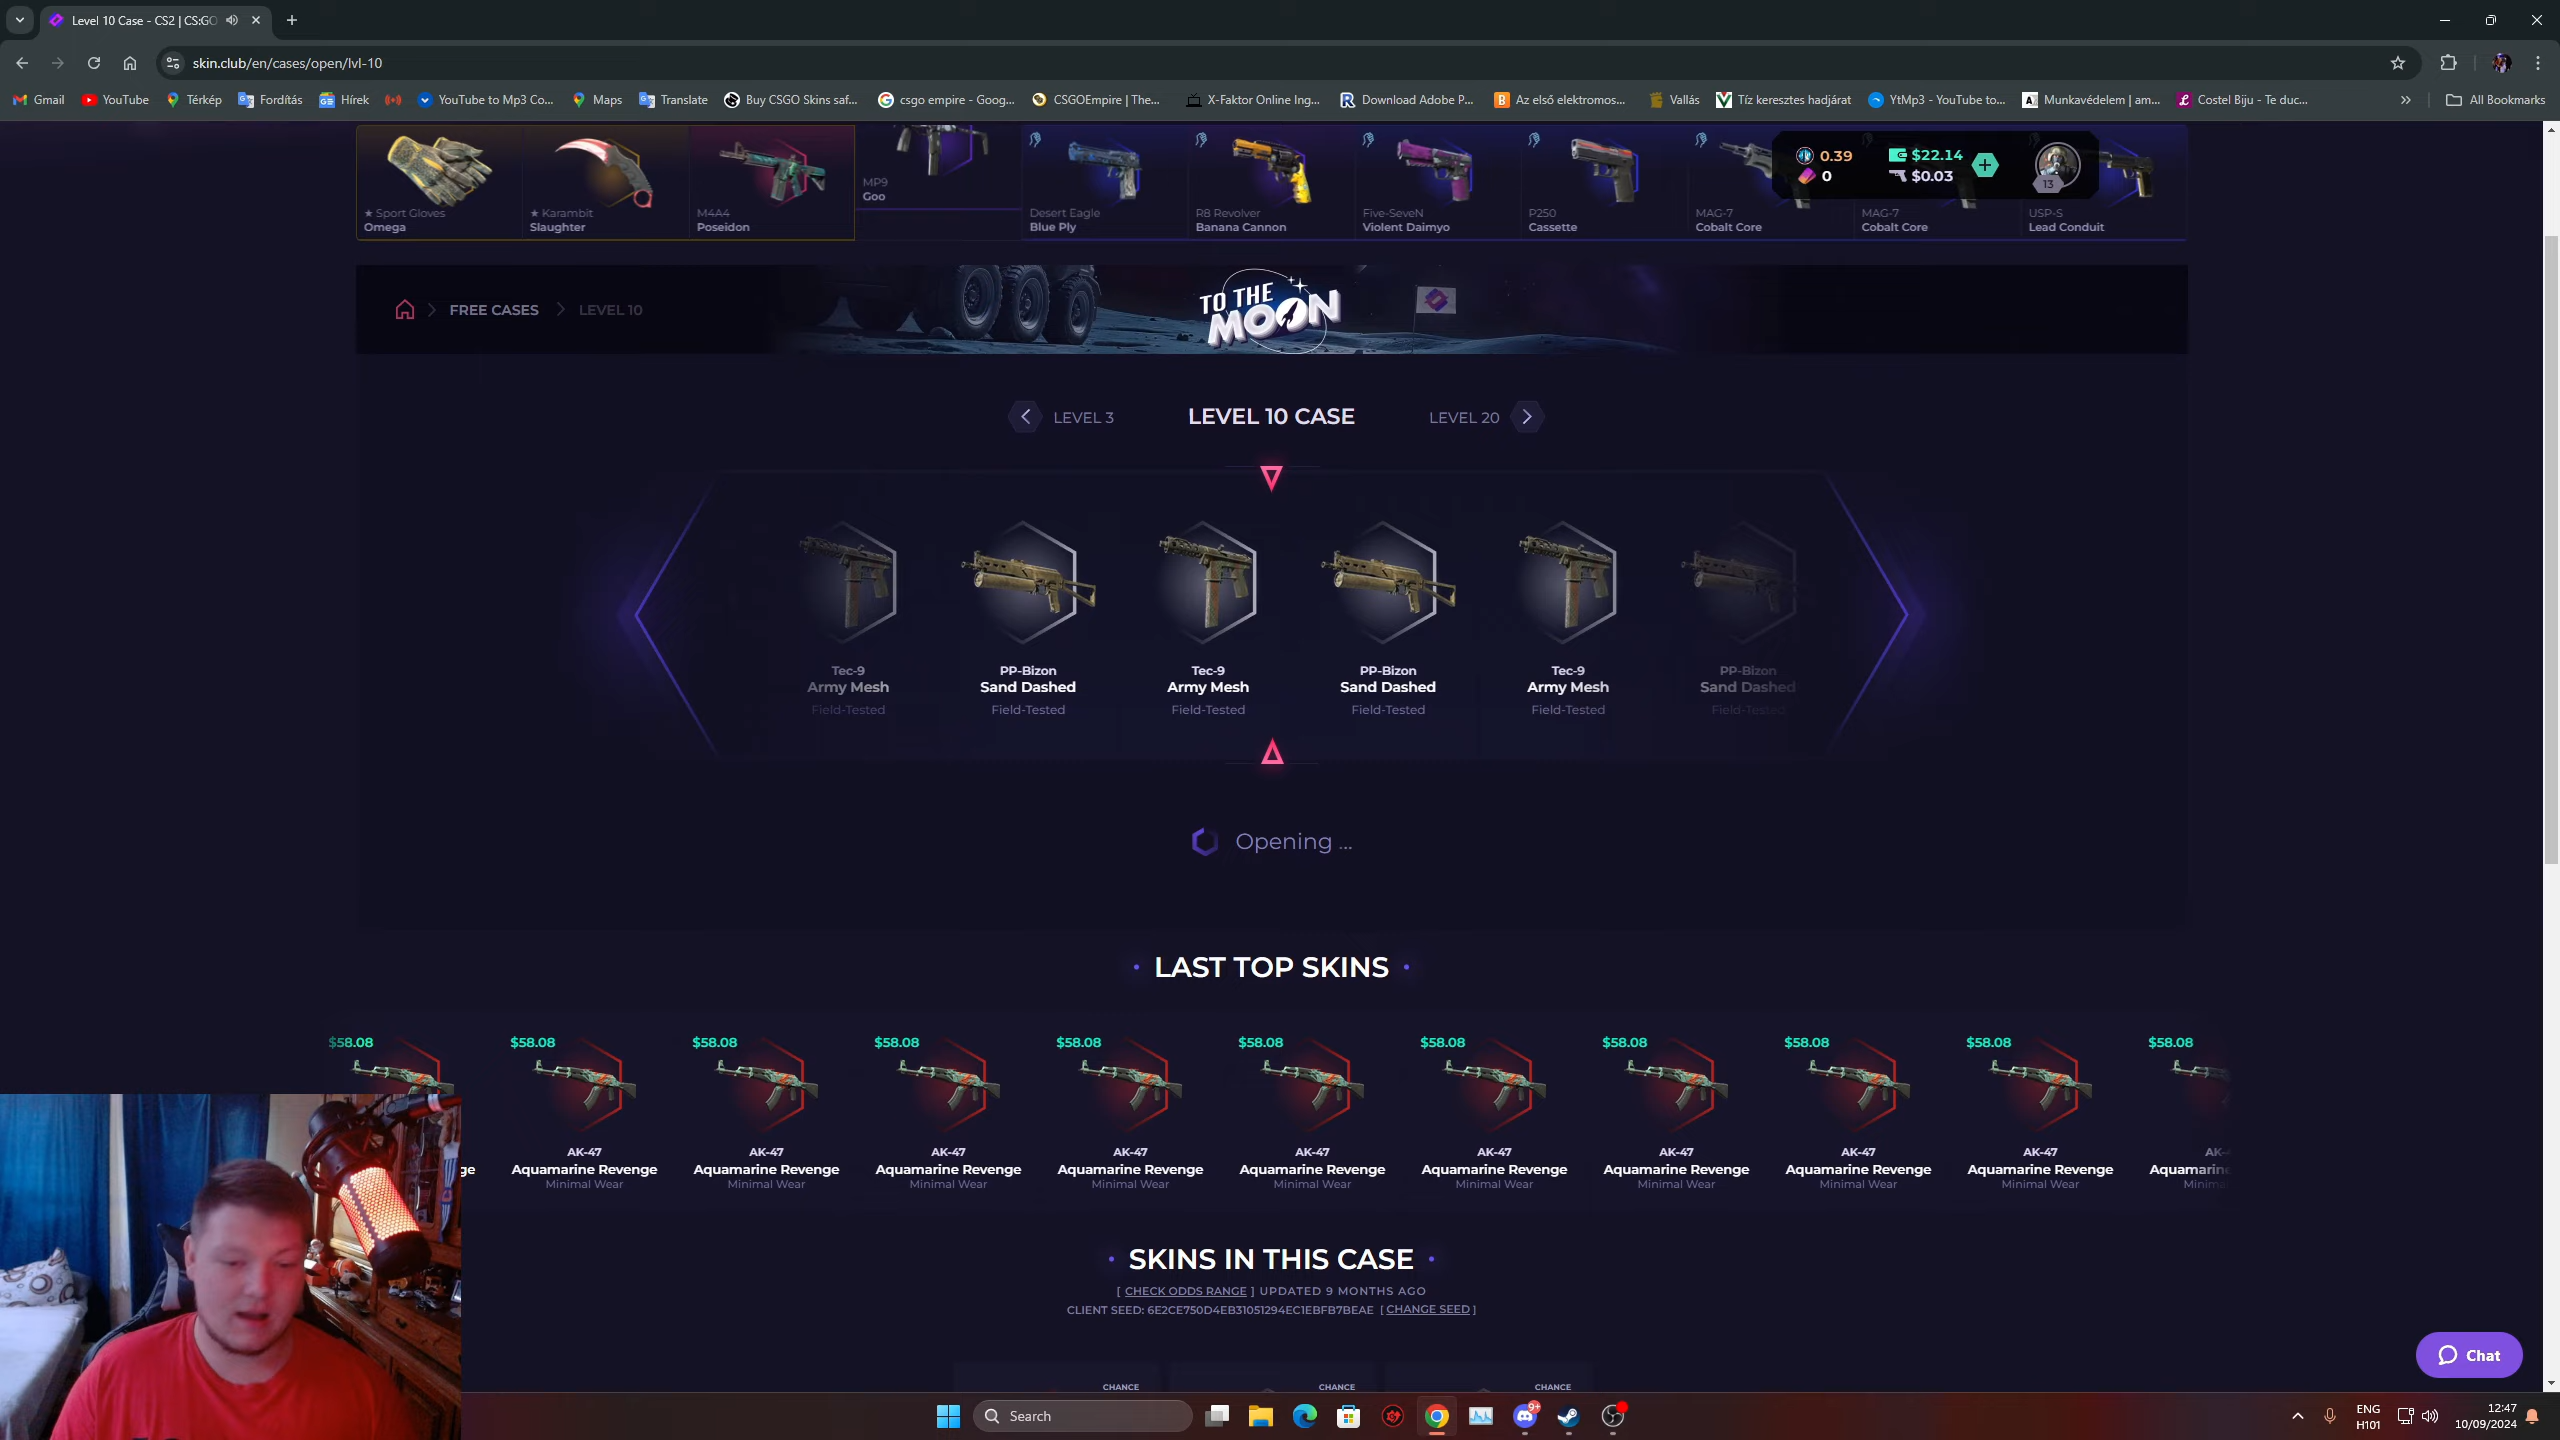 Level 10 Case - CS2 | CS:GO
skin.club/en/cases/open/lvl-10
Gmail YouTube Térkép Fordítás Hírek YouTube to Mp3 Co... Maps Translate Buy CSGO Skins saf... csgo empire - Goog... CSGOEmpire | The... X-Faktor Online Ing... Download Adobe P... Az első elektromos... Vallás Tíz keresztes hadjárat YtMp3 - YouTube to... Munkavédelem | am... Costel Biju - Te duc... All Bookmarks
0.39 $22.14
0 $0.03
13
★ Sport Gloves
Omega
★ Karambit
Slaughter
M4A4
Poseidon
MP9
Goo
Desert Eagle
Blue Ply
R8 Revolver
Banana Cannon
Five-SeveN
Violent Daimyo
P250
Cassette
MAG-7
Cobalt Core
MAG-7
Cobalt Core
USP-S
Lead Conduit
FREE CASES LEVEL 10
TO THE
MOON
LEVEL 3 LEVEL 10 CASE LEVEL 20
Tec-9 PP-Bizon Tec-9 PP-Bizon Tec-9 PP-Bizon
Army Mesh Sand Dashed Army Mesh Sand Dashed Army Mesh Sand Dashed
Field-Tested Field-Tested Field-Tested Field-Tested Field-Tested Field-Tested
Opening ...
LAST TOP SKINS
$58.08 $58.08 $58.08 $58.08 $58.08 $58.08 $58.08 $58.08 $58.08 $58.08 $58.08
AK-47 AK-47 AK-47 AK-47 AK-47 AK-47 AK-47 AK-47 AK-47 AK-4
ge Aquamarine Revenge Aquamarine Revenge Aquamarine Revenge Aquamarine Revenge Aquamarine Revenge Aquamarine Revenge Aquamarine Revenge Aquamarine Revenge Aquamarine Revenge Aquamarine
Minimal Wear Minimal Wear Minimal Wear Minimal Wear Minimal Wear Minimal Wear Minimal Wear Minimal Wear Minimal Wear Minima
SKINS IN THIS CASE
[ CHECK ODDS RANGE ] UPDATED 9 MONTHS AGO
CLIENT SEED: 6E2CE750D4EB31051294EC1EBFB7BEAE [ CHANGE SEED ]
CHANCE CHANCE CHANCE
Chat
Search
9+
ENG
H101
12:47
10/09/2024